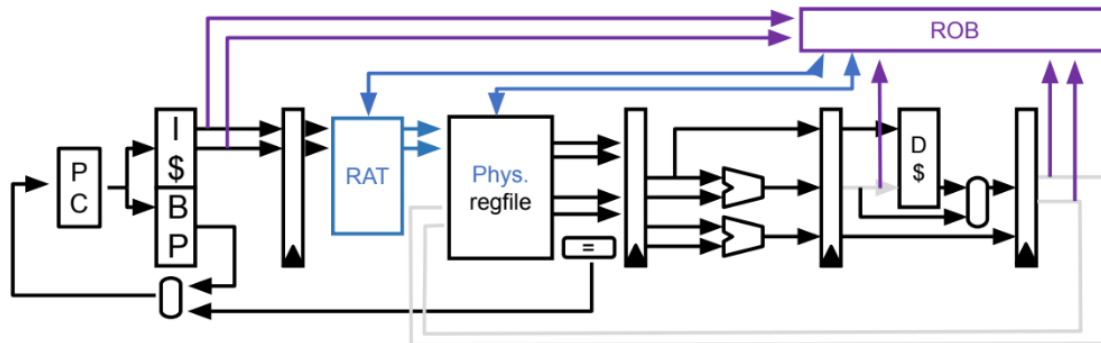 ROB
P
C
I
$
B
P
RAT
Phys.
regfile
=
D
$